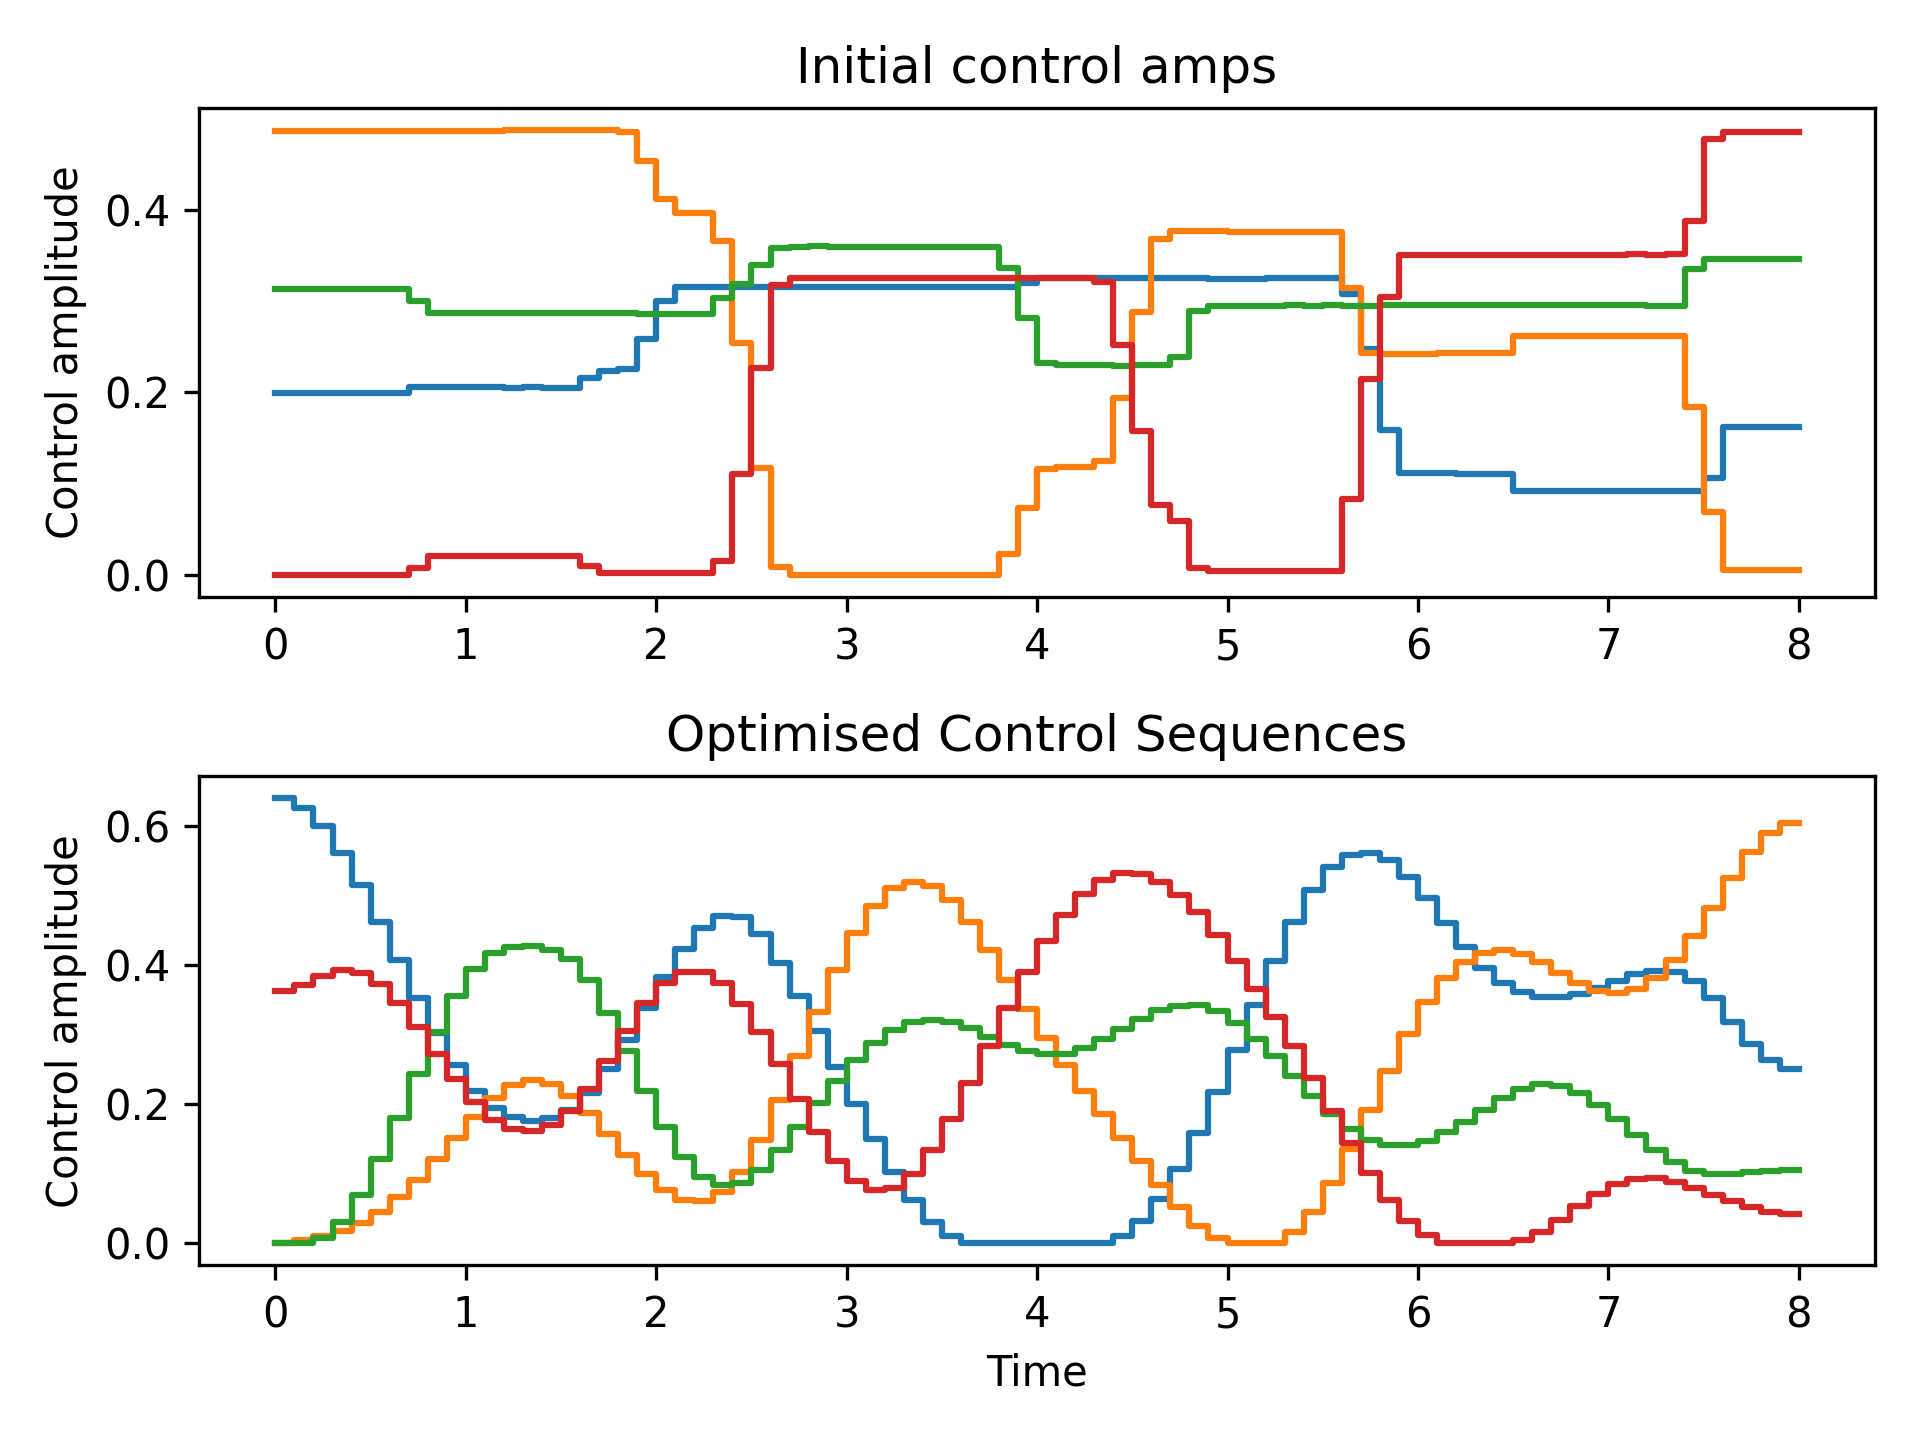 Initial control amps
Control amplitude
0.4
0.2
0.0
0 1 2 3 4 5 6 7 8
Optimised Control Sequences
Control amplitude
0.6
0.4
0.2
0.0
0 1 2 3 4 5 6 7 8
Time